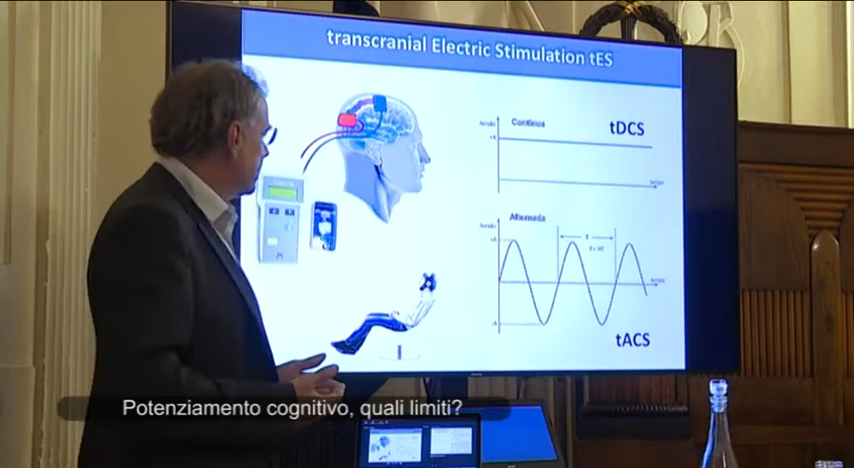 transcranial Electric Stimulation tES
Continua
tDCS
Alternada
T
tACS
Potenziamento cognitivo, quali limiti?